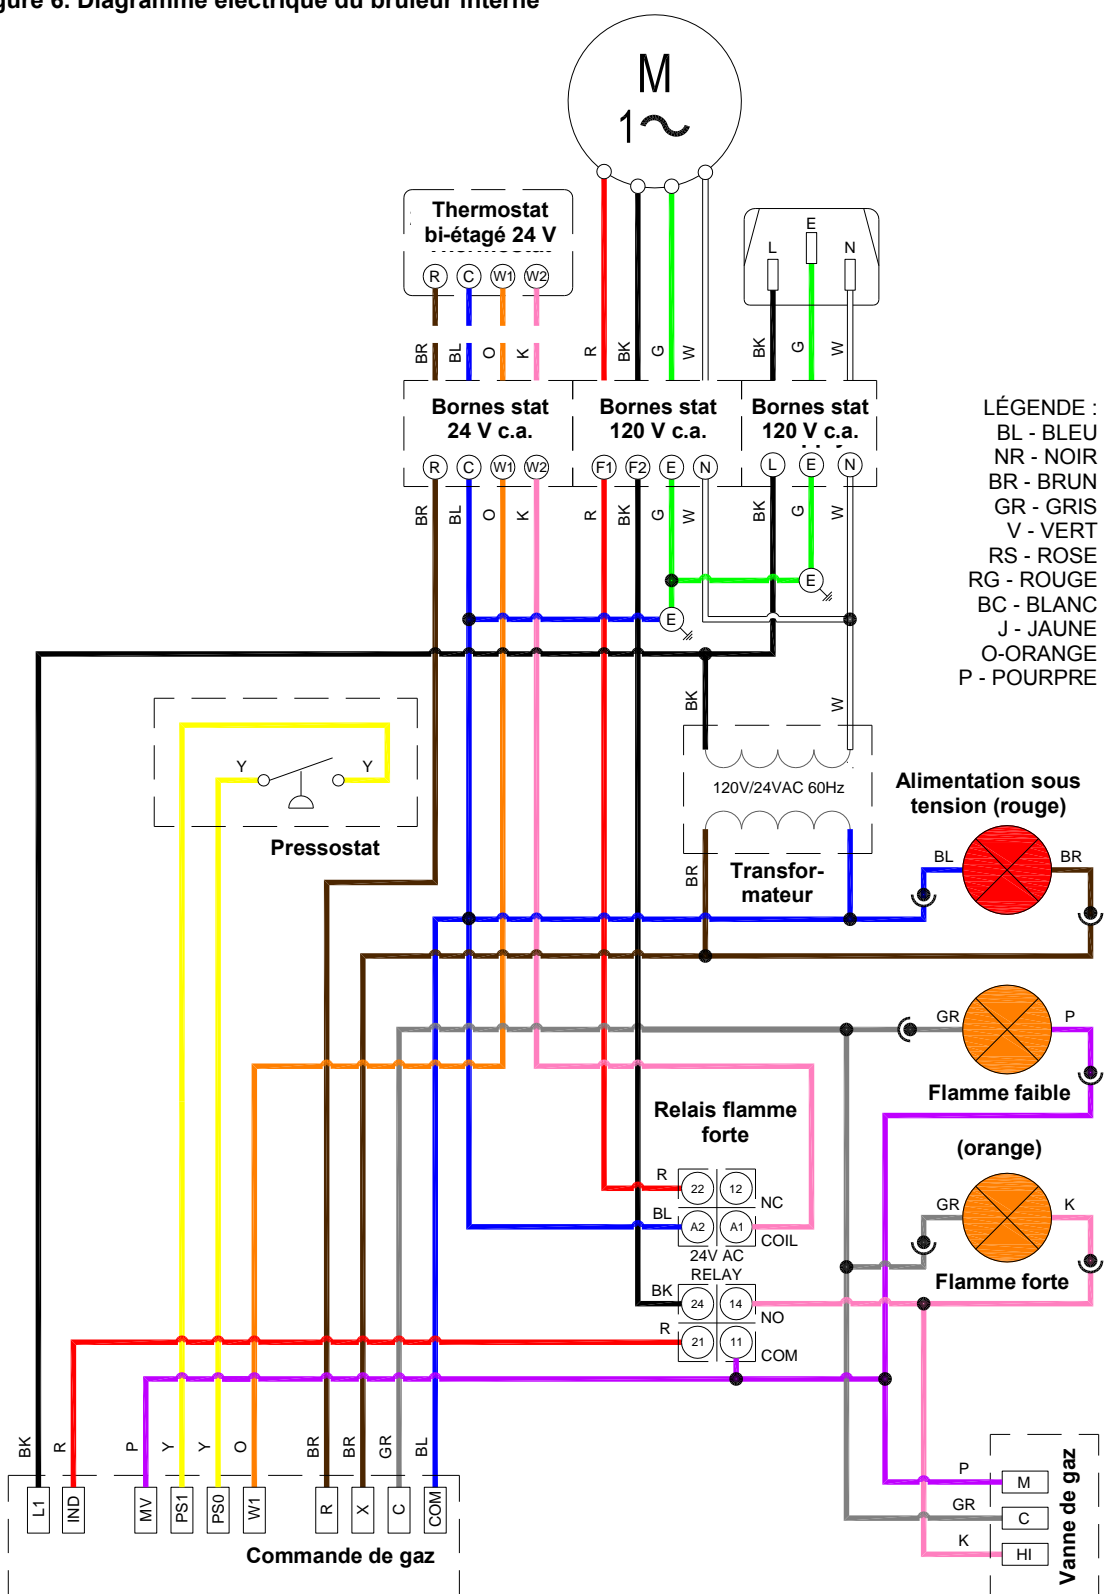 gure 6. Diagramme électrique du brûleur interne
M
1
Thermostat
bi-étagé 24 V
R C W1 W2
L E N
BR BL O K R BK G W BK G W
Bornes stat
24 V c.a.
Bornes stat
120 V c.a.
Bornes stat
120 V c.a.
R C W1 W2 F1 F2 E N L E N
BR BL O K R BK G W BK G W
E
E
LÉGENDE :
BL - BLEU
NR - NOIR
BR - BRUN
GR - GRIS
V - VERT
RS - ROSE
RG - ROUGE
BC - BLANC
J - JAUNE
O-ORANGE
P - POURPRE
BK W
Y Y
Pressostat
120V/24VAC 60Hz
Transfor-
mateur
BR
Alimentation sous
tension (rouge)
BL BR
GR P
Flamme faible
(orange)
GR K
Flamme forte
Relais flamme
forte
R 22 12 NC
BL A2 A1 COIL
24V AC
RELAY
BK 24 14 NO
R 21 11 COM
BK R P Y Y O BR BR GR BL
L1 IND MV PS1 PS0 W1 R X C COM
Commande de gaz
P M
GR C
K HI
Vanne de gaz